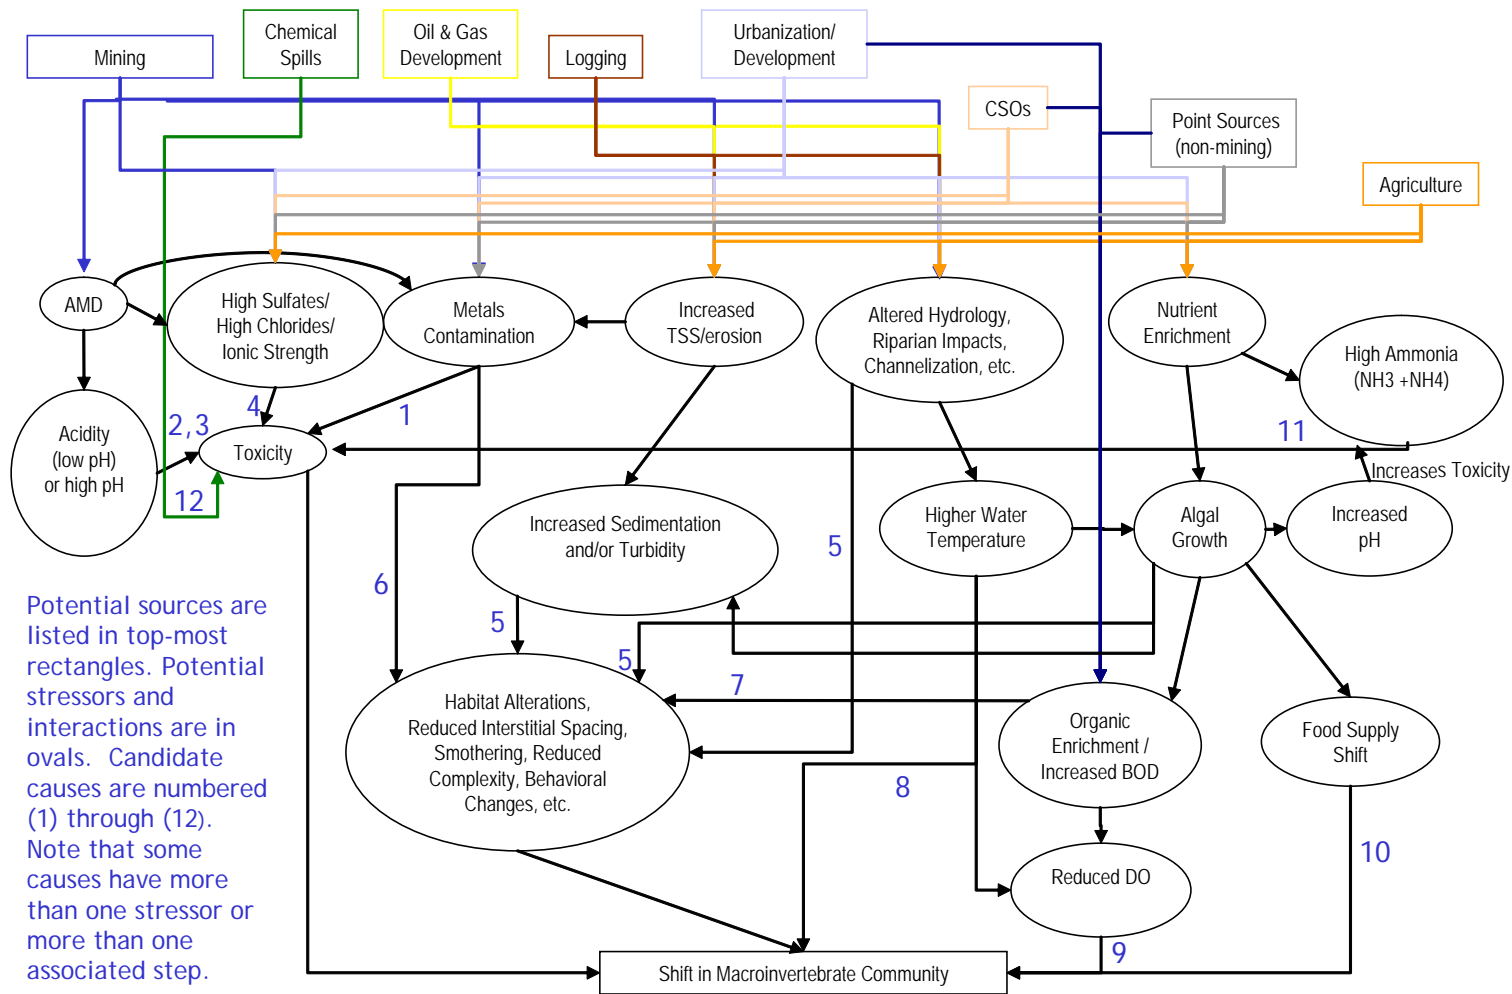 Mining
Chemical
Spills
Oil & Gas
Development
Logging
Urbanization/
Development
CSOs
Point Sources
(non-mining)
Agriculture
AMD
High Sulfates/
High Chlorides/
Ionic Strength
Metals
Contamination
Increased
TSS/erosion
Altered Hydrology,
Riparian Impacts,
Channelization, etc.
Nutrient
Enrichment
High Ammonia
(NH3 +NH4)
4
1
2,3
11
Acidity
(low pH)
or high pH
Toxicity
Increases Toxicity
12
Increased Sedimentation
and/or Turbidity
5
Higher Water
Temperature
Algal
Growth
Increased
pH
6
5
5
7
Potential sources are
listed in top-most
rectangles. Potential
stressors and
interactions are in
ovals. Candidate
causes are numbered
(1) through (12).
Note that some
causes have more
than one stressor or
more than one
associated step.
Habitat Alterations,
Reduced Interstitial Spacing,
Smothering, Reduced
Complexity, Behavioral
Changes, etc.
Organic
Enrichment /
Increased BOD
Food Supply
Shift
8
10
Reduced DO
9
Shift in Macroinvertebrate Community